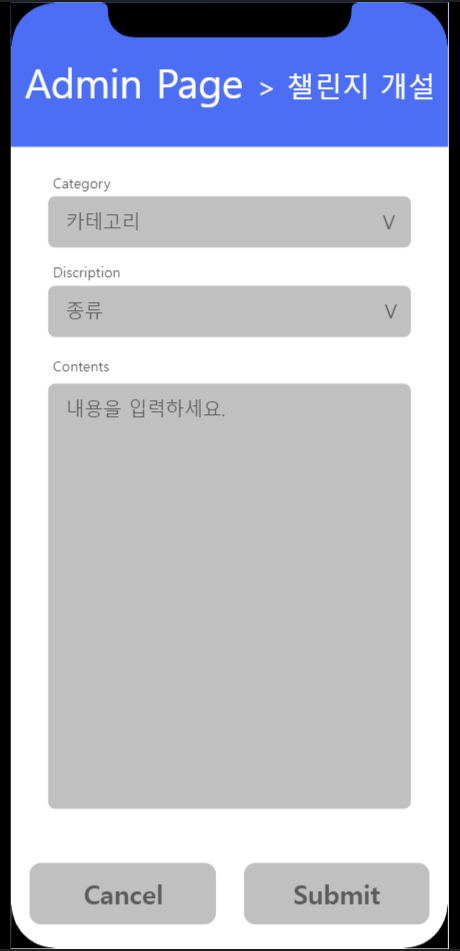 Admin Page > 챌린지 개설
Category
카테고리 V
Discription
종류 V
Contents
내용을 입력하세요.
Cancel Submit